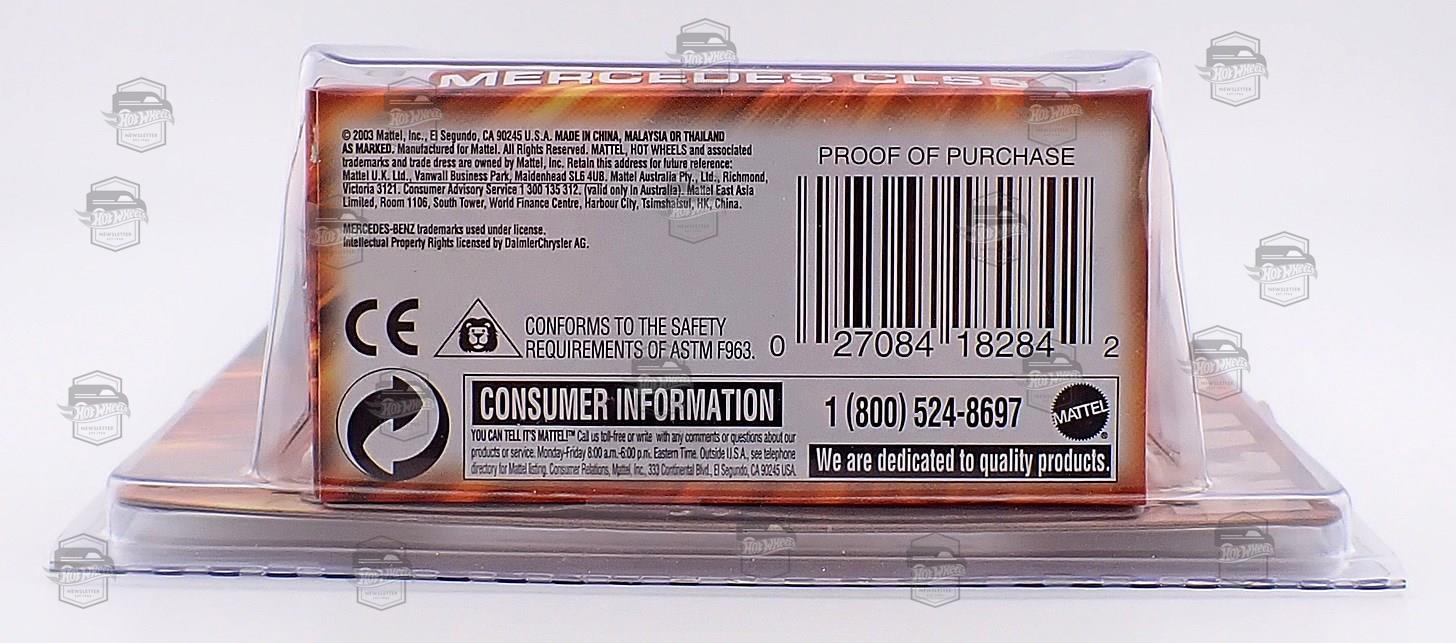 MERCEDES CL55
© 2003 Mattel, Inc., El Segundo, CA 90245 U.S.A. MADE IN CHINA, MALAYSIA OR THAILAND
AS MARKED. Manufactured for Mattel. All Rights Reserved. MATTEL, HOT WHEELS and associated
trademarks and trade dress are owned by Mattel, Inc. Retain this address for future reference:
Mattel U.K. Ltd., Vanwall Business Park, Maidenhead SL6 4UB. Mattel Australia Pty., Ltd., Richmond,
Victoria 3121. Consumer Advisory Service 1 300 135 312. (valid only in Australia). Mattel East Asia
Limited, Room 1106, South Tower, World Finance Centre, Harbour City, Tsimshatsui, HK, China.
MERCEDES-BENZ trademarks used under license.
Intellectual Property Rights licensed by DaimlerChrysler AG.
CE
CONFORMS TO THE SAFETY
REQUIREMENTS OF ASTM F963.
PROOF OF PURCHASE
0 27084 18284 2
CONSUMER INFORMATION
YOU CAN TELL IT'S MATTEL!™ Call us toll-free or write with any comments or questions about our
products or service. Monday-Friday 8:00 a.m.-6:00 p.m. Eastern Time. Outside U.S.A., see telephone
directory for Mattel listing. Consumer Relations, Mattel, Inc., 333 Continental Blvd., El Segundo, CA 90245 USA.
1 (800) 524-8697
MATTEL®
We are dedicated to quality products.
HOT WHEELS
NEWSLETTER